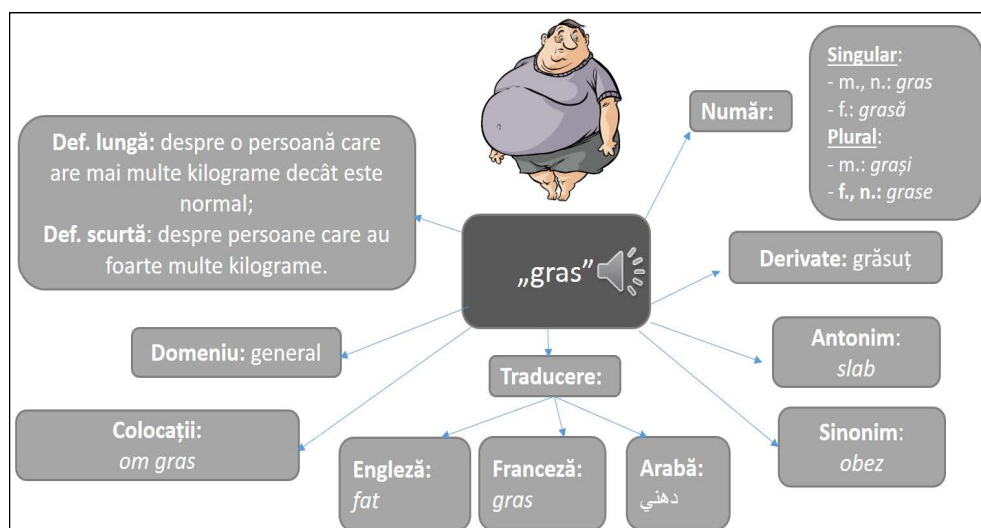 Singular:
- m., n.: gras
- f.: grasă
Plural:
- m.: grași
- f., n.: grase
Număr:
Def. lungă: despre o persoană care
are mai multe kilograme decât este
normal;
Def. scurtă: despre persoane care au
foarte multe kilograme.
„gras”
Derivate: grăsuț
Domeniu: general
Traducere:
Antonim:
slab
Colocații:
om gras
Sinonim:
obez
Engleză:
fat
Franceză:
gras
Arabă:
دهني